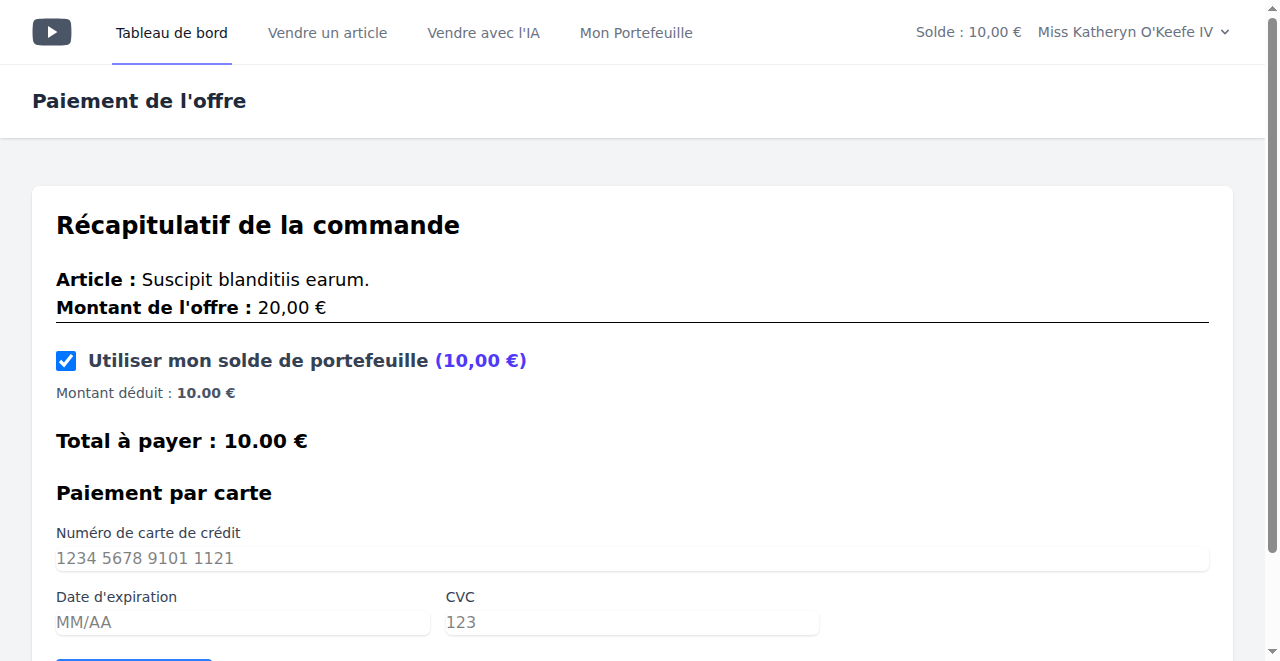 Tableau de bord Vendre un article Vendre avec l'IA Mon Portefeuille Solde : 10,00 € Miss Katheryn O'Keefe IV
Paiement de l'offre
Récapitulatif de la commande
Article : Suscipit blanditiis earum.
Montant de l'offre : 20,00 €
Utiliser mon solde de portefeuille (10,00 €)
Montant déduit : 10.00 €
Total à payer : 10.00 €
Paiement par carte
Numéro de carte de crédit
1234 5678 9101 1121
Date d'expiration CVC
MM/AA 123